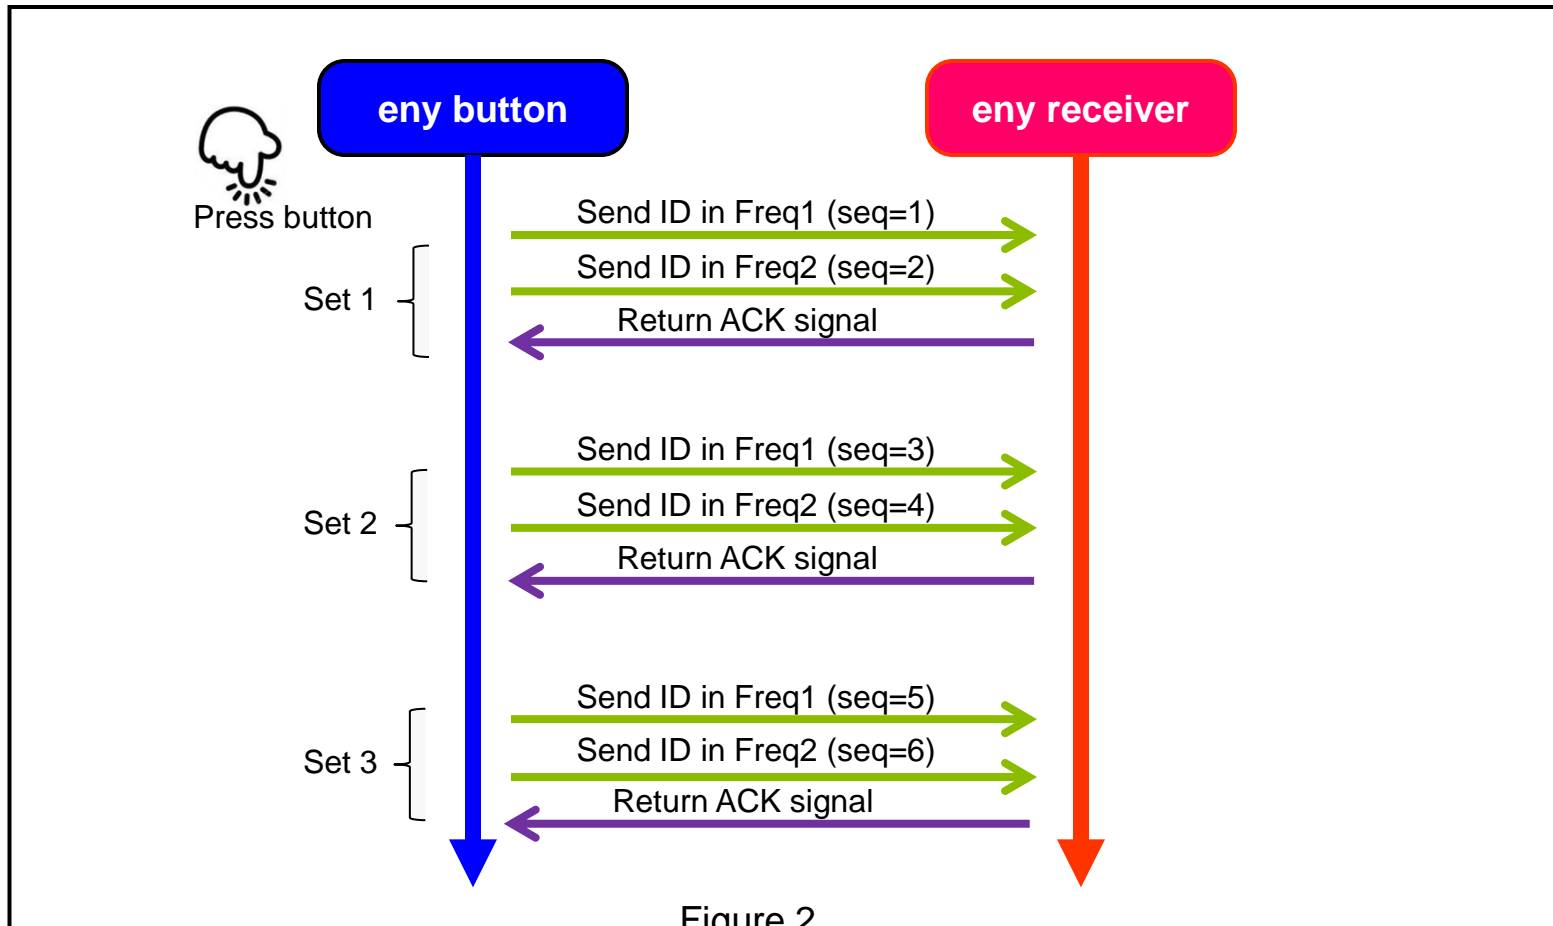 eny button
eny receiver
Press button
Send ID in Freq1 (seq=1)
Send ID in Freq2 (seq=2)
Set 1
Return ACK signal
Send ID in Freq1 (seq=3)
Send ID in Freq2 (seq=4)
Set 2
Return ACK signal
Send ID in Freq1 (seq=5)
Send ID in Freq2 (seq=6)
Set 3
Return ACK signal
Figure 2